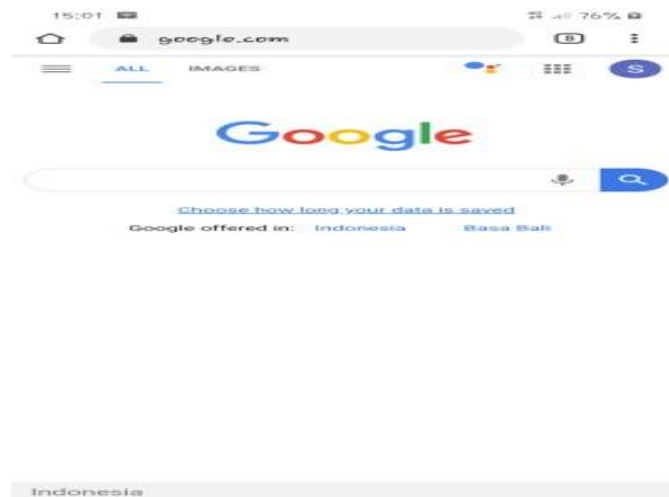 15:01 76%
google.com 8
ALL IMAGES S
Google
Choose how long your data is saved
Google offered in: Indonesia Basa Bali
Indonesia